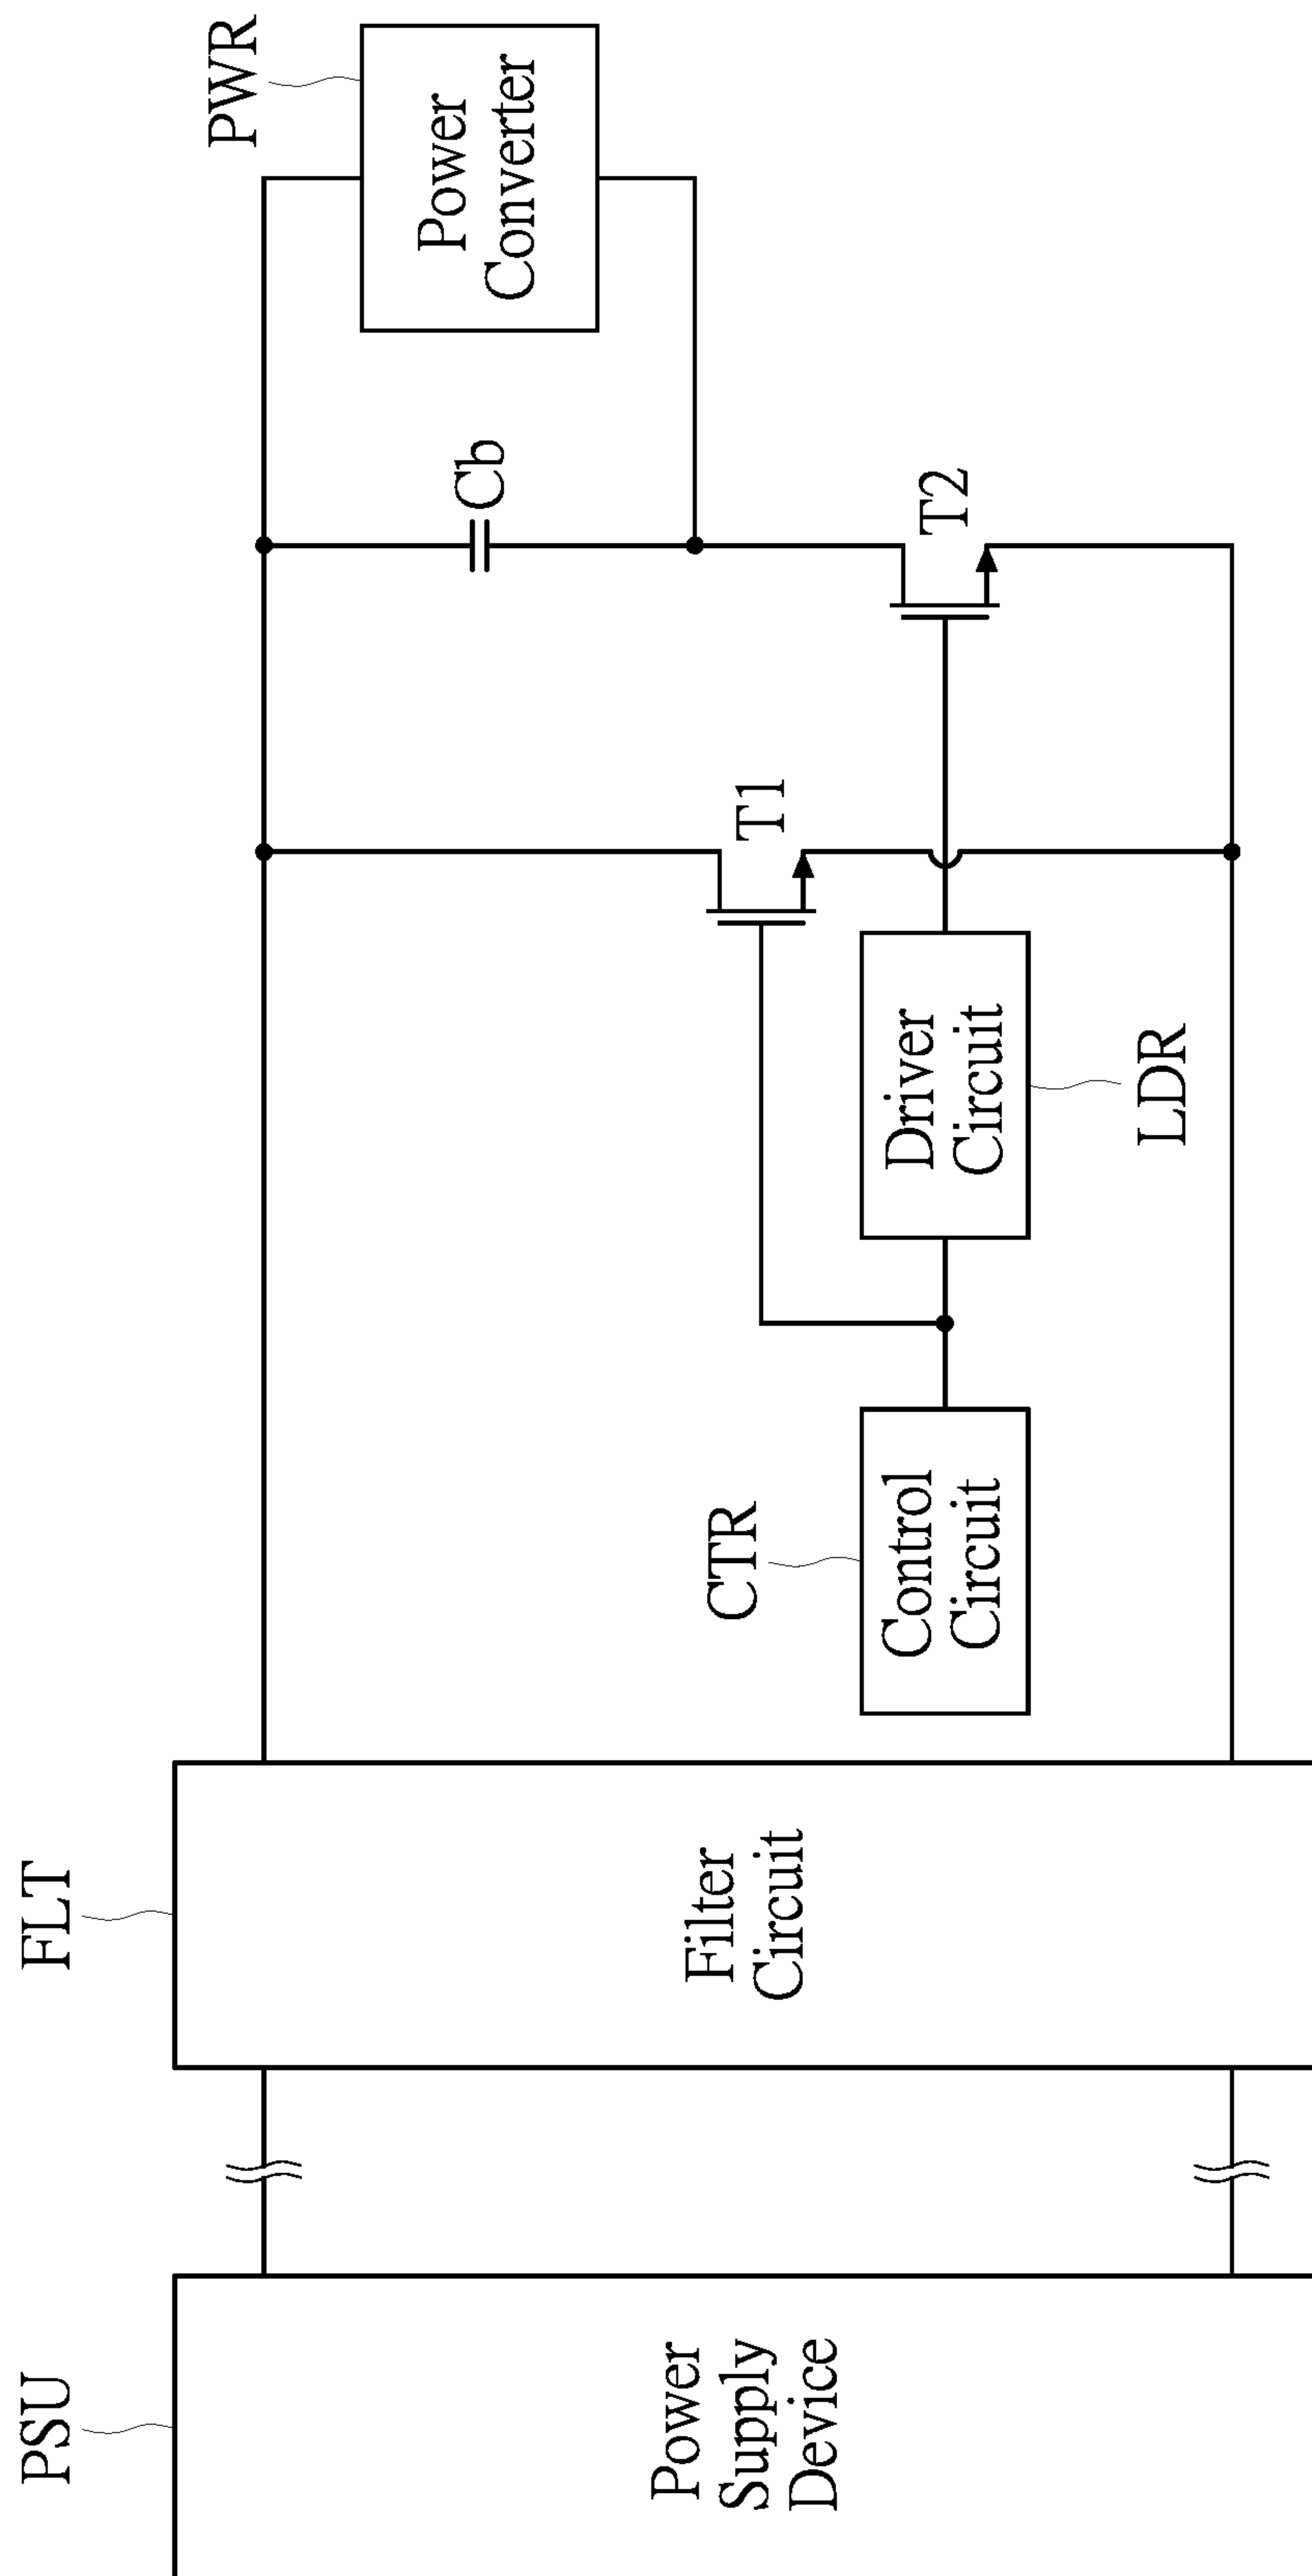 PSU
Power
Supply
Device
FLT
Filter
Circuit
CTR
Control
Circuit
Driver
Circuit
LDR
T1
T2
Cb
PWR
Power
Converter